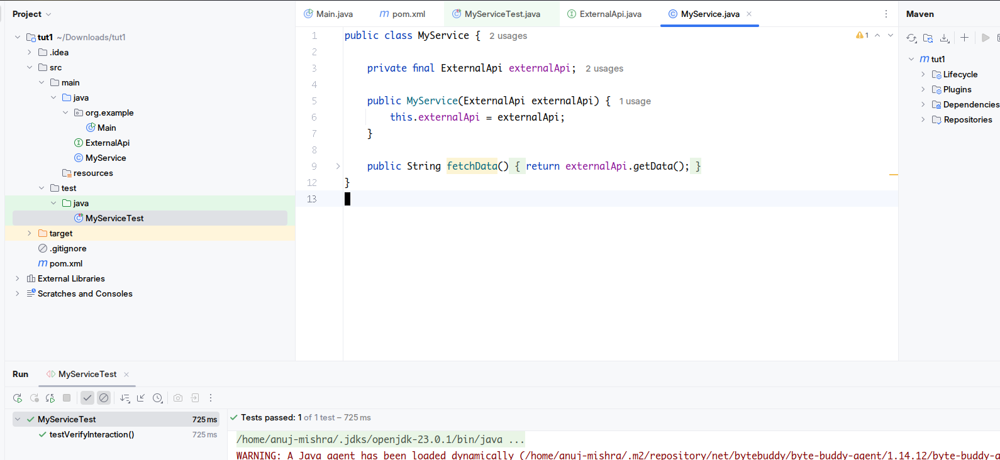 Project
tut1 ~/Downloads/tut1
.idea
src
main
java
org.example
Main
ExternalApi
MyService
resources
test
java
MyServiceTest
target
.gitignore
pom.xml
External Libraries
Scratches and Consoles
Main.java
pom.xml
MyServiceTest.java
ExternalApi.java
MyService.java
1 public class MyService { 2 usages
2
3 private final ExternalApi externalApi; 2 usages
4
5 public MyService(ExternalApi externalApi) { 1 usage
6 this.externalApi = externalApi;
7 }
8
9 public String fetchData() { return externalApi.getData(); }
12 }
13
1
Maven
tut1
Lifecycle
Plugins
Dependencies
Repositories
Run
MyServiceTest
MyServiceTest 725 ms
testVerifyInteraction() 725 ms
Tests passed: 1 of 1 test – 725 ms
/home/anuj-mishra/.jdks/openjdk-23.0.1/bin/java ...
WARNING: A Java agent has been loaded dynamically (/home/anuj-mishra/.m2/repository/net/bytebuddy/byte-buddy-agent/1.14.12/byte-buddy-a